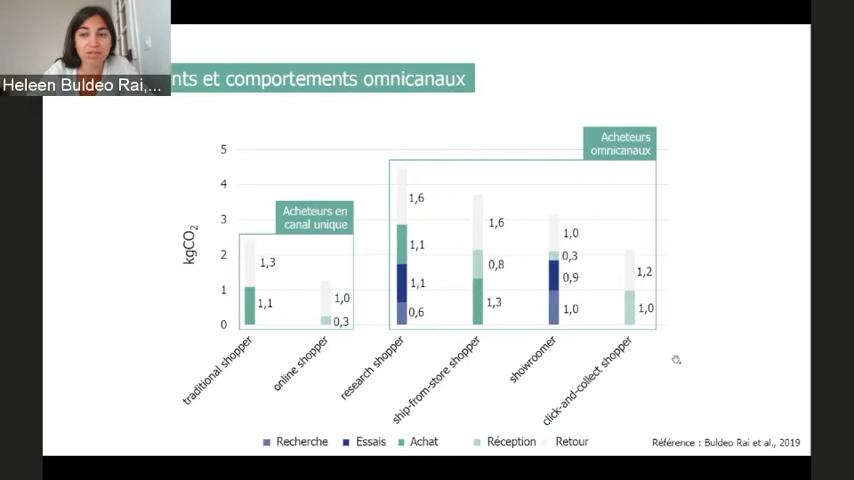 Heleen Buldeo Rai,...
nts et comportements omnicanaux
Acheteurs
omnicanaux
Acheteurs en
canal unique
kgCO2
5
4
3
2
1
0
1,3
1,1
1,0
0,3
1,6
1,1
1,1
0,6
1,6
0,8
1,3
1,0
0,3
0,9
1,0
1,2
1,0
traditional shopper
online shopper
research shopper
ship-from-store shopper
showroomer
click-and-collect shopper
Recherche Essais Achat Réception Retour
Référence : Buldeo Rai et al., 2019